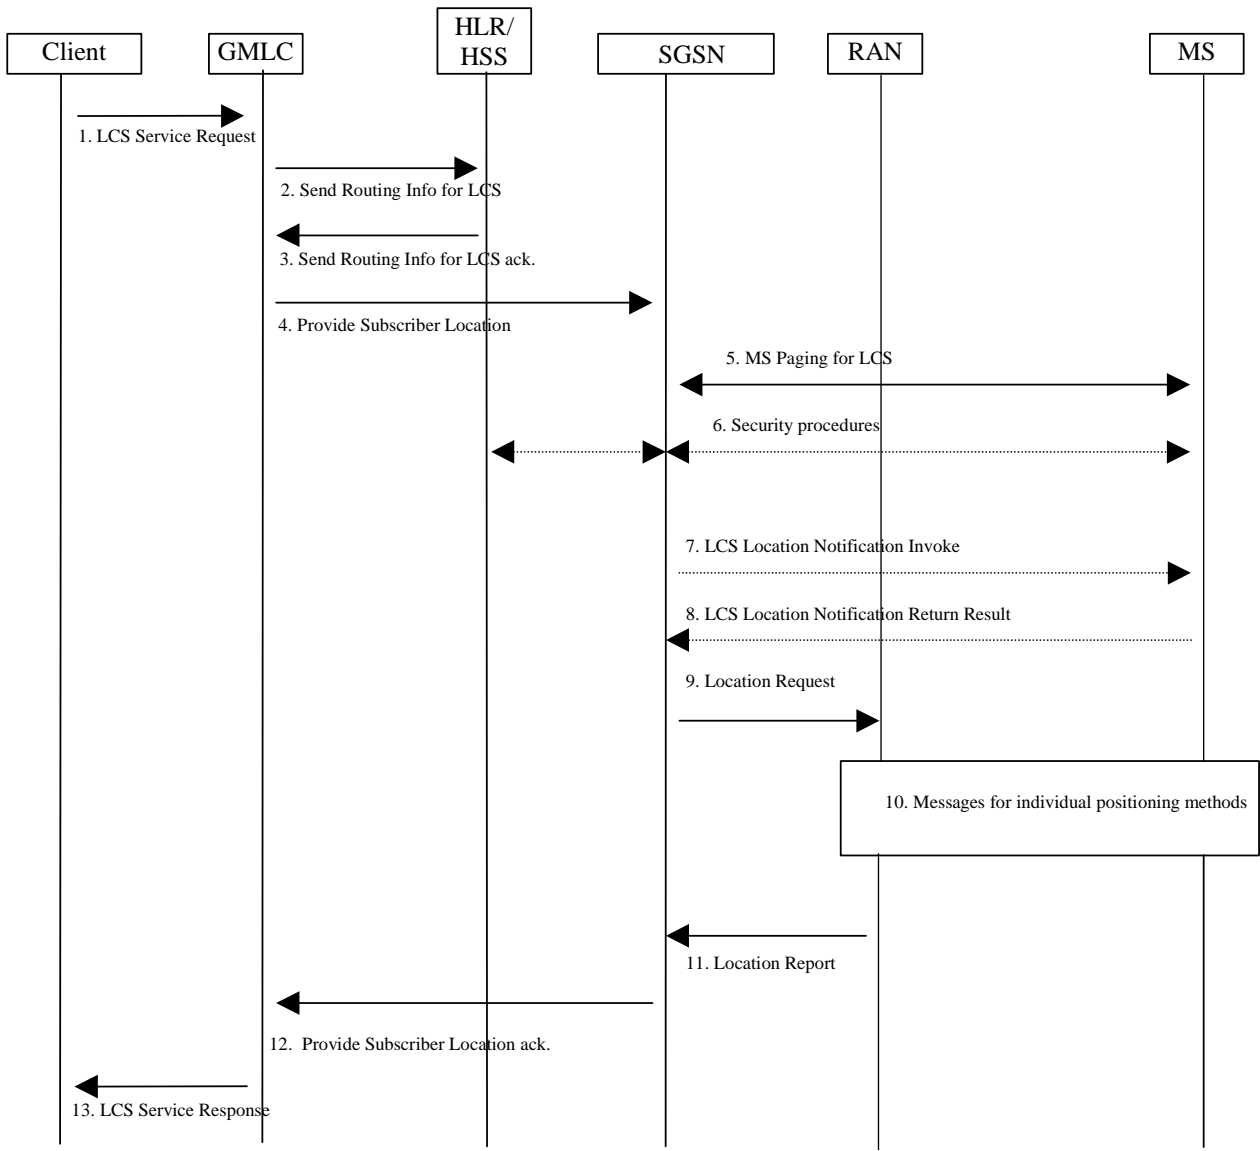 Client
GMLC
HLR/
HSS
SGSN
RAN
MS
1. LCS Service Request
2. Send Routing Info for LCS
3. Send Routing Info for LCS ack.
4. Provide Subscriber Location
5. MS Paging for LCS
6. Security procedures
7. LCS Location Notification Invoke
8. LCS Location Notification Return Result
9. Location Request
10. Messages for individual positioning methods
11. Location Report
12. Provide Subscriber Location ack.
13. LCS Service Response